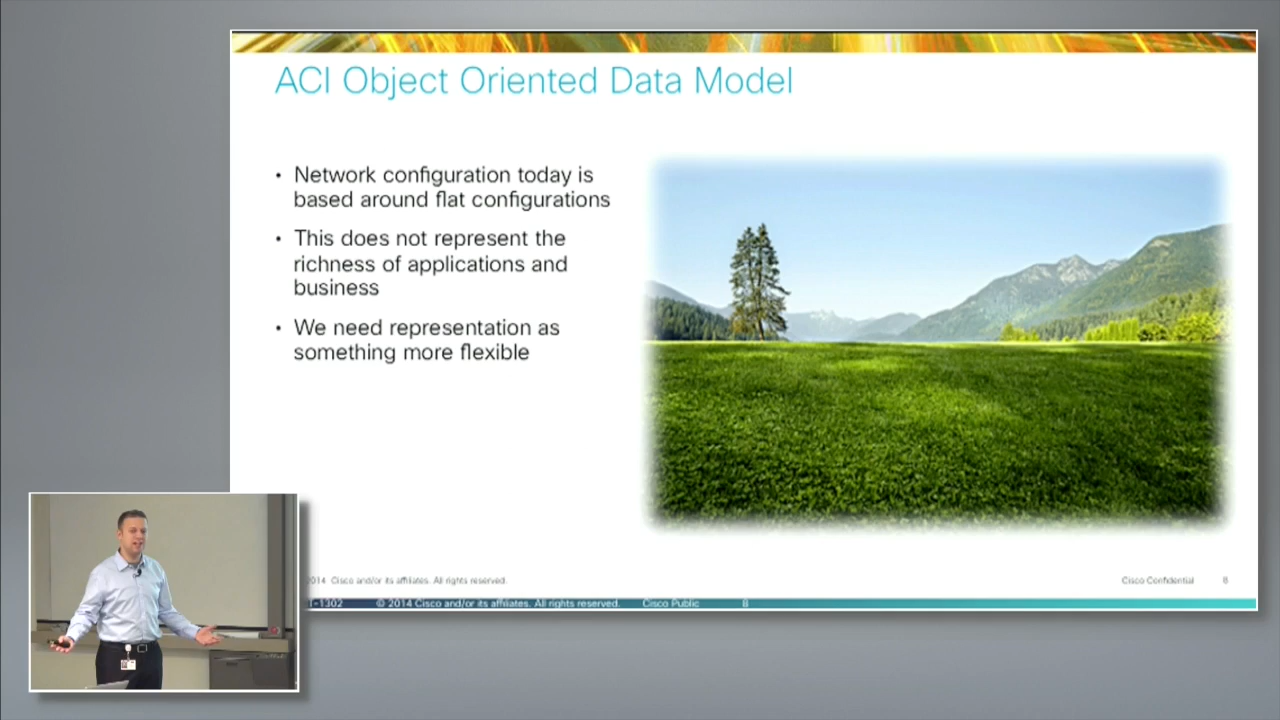 ACI Object Oriented Data Model
• Network configuration today is
based around flat configurations
• This does not represent the
richness of applications and
business
• We need representation as
something more flexible
2014 Cisco and/or its affiliates. All rights reserved.
Cisco Confidential 8
-1302 © 2014 Cisco and/or its affiliates. All rights reserved. Cisco Public 8